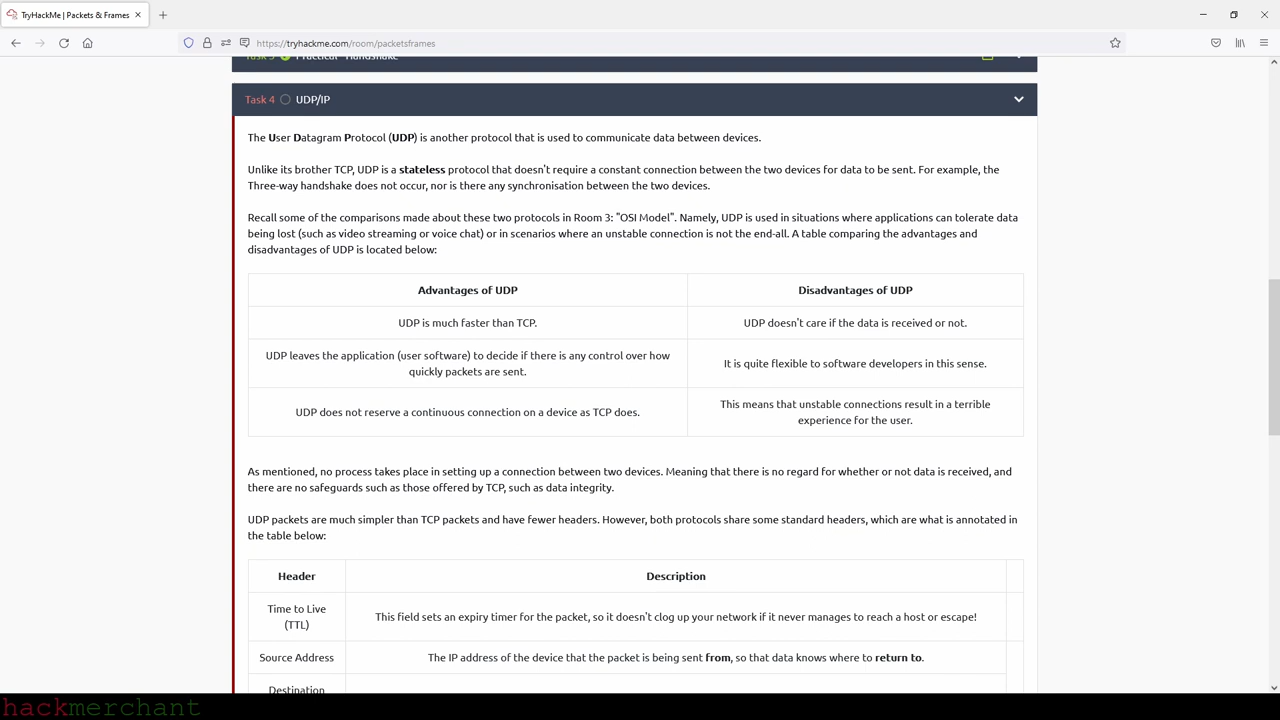 TryHackMe | Packets & Frames
https://tryhackme.com/room/packetsframes
Task 3 Practical - Handshake
Task 4 UDP/IP
The User Datagram Protocol (UDP) is another protocol that is used to communicate data between devices.
Unlike its brother TCP, UDP is a stateless protocol that doesn't require a constant connection between the two devices for data to be sent. For example, the
Three-way handshake does not occur, nor is there any synchronisation between the two devices.
Recall some of the comparisons made about these two protocols in Room 3: "OSI Model". Namely, UDP is used in situations where applications can tolerate data
being lost (such as video streaming or voice chat) or in scenarios where an unstable connection is not the end-all. A table comparing the advantages and
disadvantages of UDP is located below:
Advantages of UDP
Disadvantages of UDP
UDP is much faster than TCP.
UDP doesn't care if the data is received or not.
UDP leaves the application (user software) to decide if there is any control over how
quickly packets are sent.
It is quite flexible to software developers in this sense.
UDP does not reserve a continuous connection on a device as TCP does.
This means that unstable connections result in a terrible
experience for the user.
As mentioned, no process takes place in setting up a connection between two devices. Meaning that there is no regard for whether or not data is received, and
there are no safeguards such as those offered by TCP, such as data integrity.
UDP packets are much simpler than TCP packets and have fewer headers. However, both protocols share some standard headers, which are what is annotated in
the table below:
Header
Description
Time to Live
(TTL)
This field sets an expiry timer for the packet, so it doesn't clog up your network if it never manages to reach a host or escape!
Source Address
The IP address of the device that the packet is being sent from, so that data knows where to return to.
Destination
hackmerchant